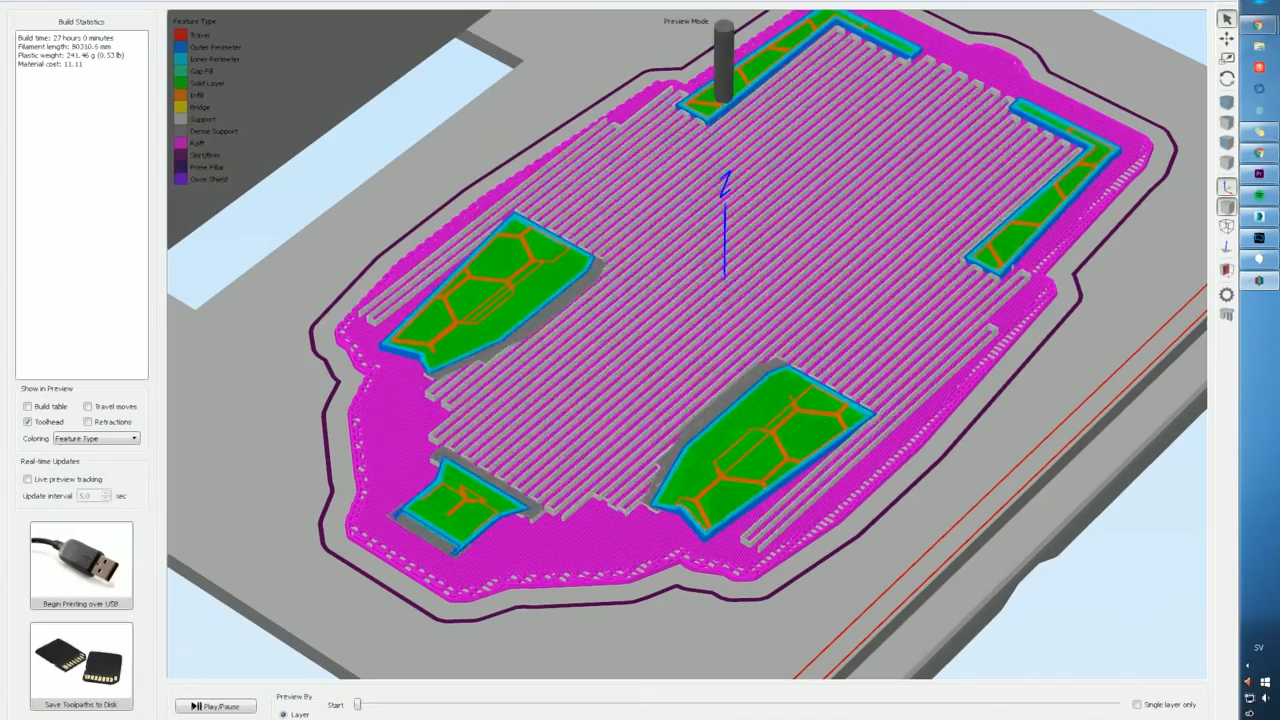 Build Statistics
Build time: 27 hours 0 minutes
Filament length: 80310.6 mm
Plastic weight: 241.46 g (0.53 lb)
Material cost: 11.11
Show in Preview
Build table
Travel moves
Toolhead
Retractions
Coloring
Feature Type
Real-time Updates
Live preview tracking
Update interval
5,0
sec
Begin Printing over USB
Save Toolpaths to Disk
Feature Type
Travel
Outer Perimeter
Inner Perimeter
Gap Fill
Solid Layer
Infill
Bridge
Support
Dense Support
Raft
Skirt/Brim
Prime Pillar
Ooze Shield
Preview Mode
Z
Play/Pause
Preview By
Layer
Start
Single layer only
SV